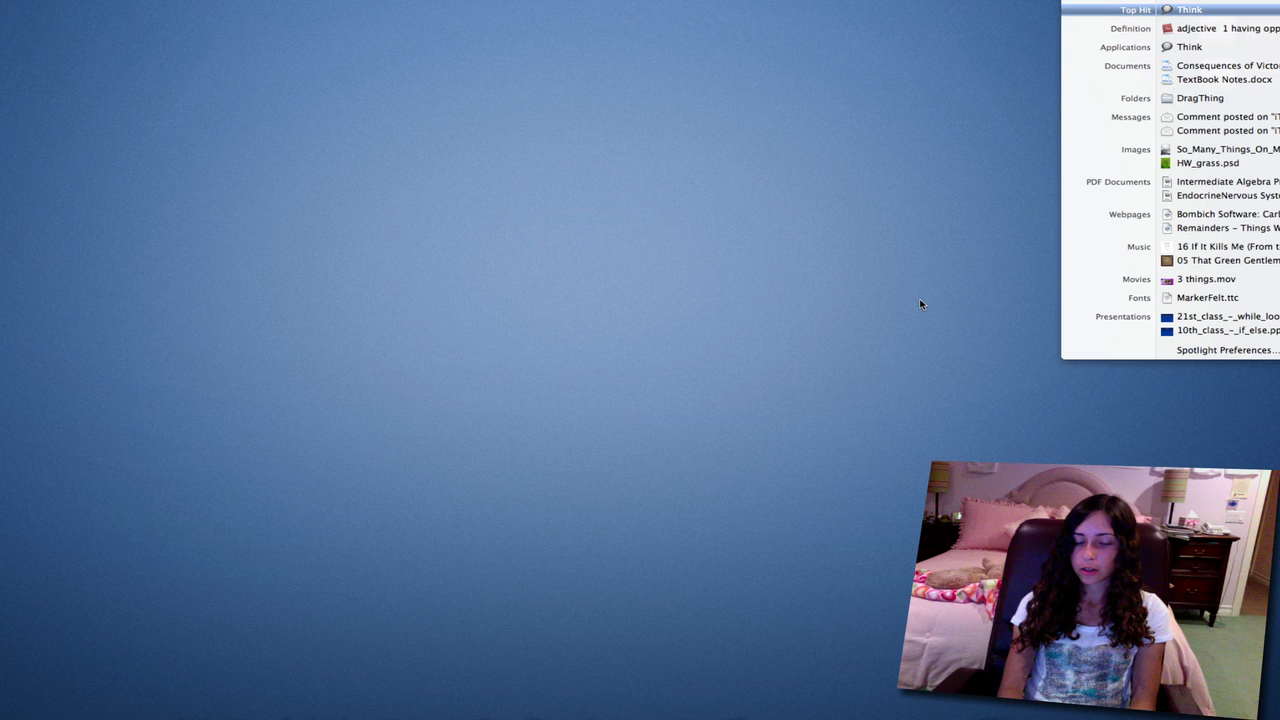 Top Hit Think
Definition adjective 1 having opp
Applications Think
Documents Consequences of Victo
TextBook Notes.docx
Folders DragThing
Messages Comment posted on "iT
Comment posted on "iT
Images So_Many_Things_On_M
HW_grass.psd
PDF Documents Intermediate Algebra P
EndocrineNervous Syst
Webpages Bombich Software: Car
Remainders – Things W
Music 16 If It Kills Me (From t
05 That Green Gentlem
Movies 3 things.mov
Fonts MarkerFelt.ttc
Presentations 21st_class_-_while_loo
10th_class_-_if_else.pp
Spotlight Preferences...